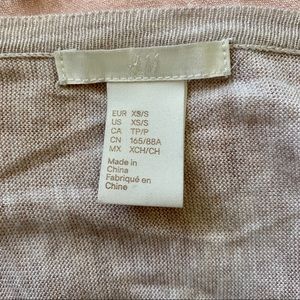 H&M
EUR XS/S
US XS/S
CA TP/P
CN 165/88A
MX XCH/CH
Made in
China
Fabriqué en
Chine